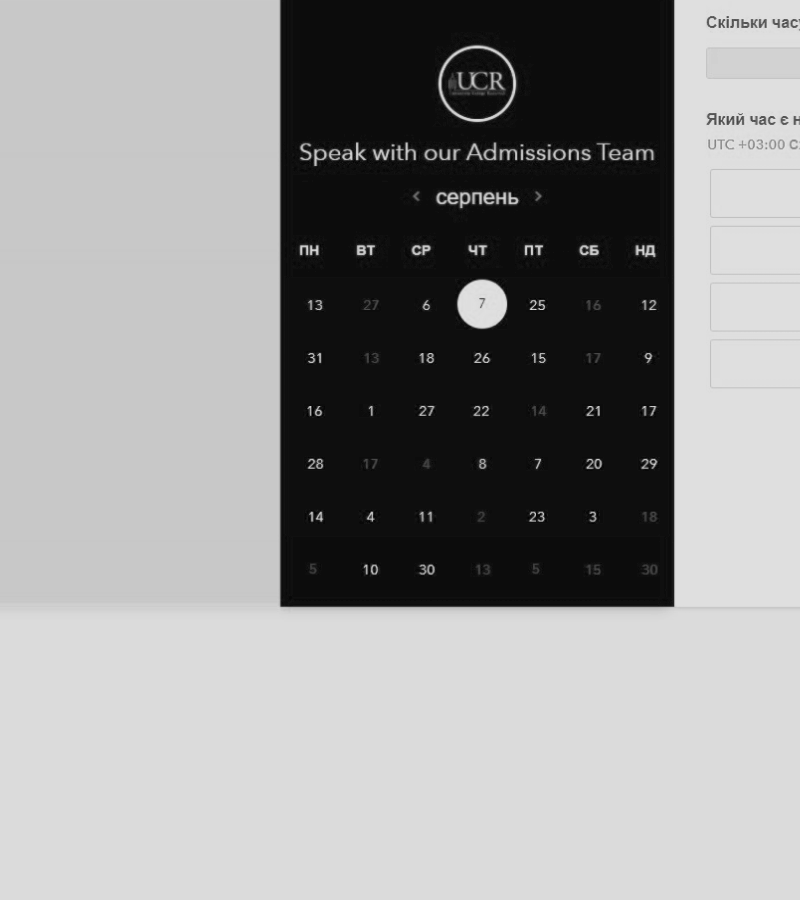 UCR
Speak with our Admissions Team
серпень
ПН ВТ СР ЧТ ПТ СБ НД
13 27 6 7 25 16 12
31 13 18 26 15 17 9
16 1 27 22 14 21 17
28 17 4 8 7 20 29
14 4 11 2 23 3 18
5 10 30 13 5 15 30
Скільки
Який час є
UTC +03:00